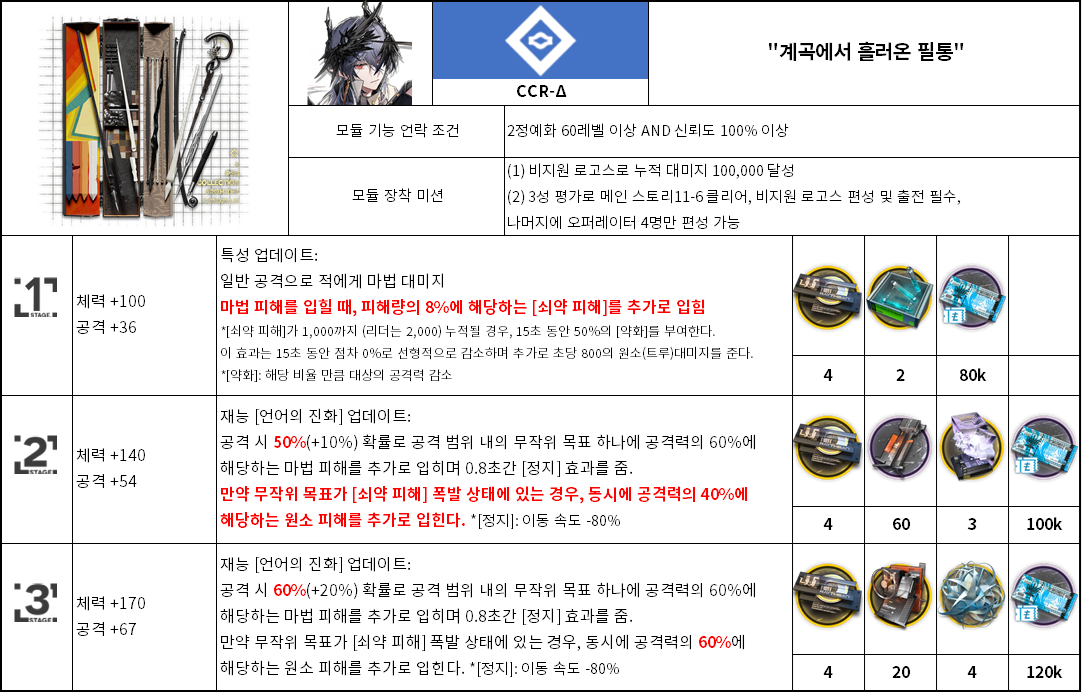 "계곡에서 흘러온 필통"
CCR-Δ
모듈 기능 언락 조건
2정예화 60레벨 이상 AND 신뢰도 100% 이상
모듈 장착 미션
(1) 비지원 로고스로 누적 대미지 100,000 달성
(2) 3성 평가로 메인 스토리11-6 클리어, 비지원 로고스 편성 및 출전 필수,
나머지에 오퍼레이터 4명만 편성 가능
1
STAGE.
체력 +100
공격 +36
특성 업데이트:
일반 공격으로 적에게 마법 대미지
마법 피해를 입힐 때, 피해량의 8%에 해당하는 [쇠약 피해]를 추가로 입힘
*[쇠약 피해]가 1,000까지 (리더는 2,000) 누적될 경우, 15초 동안 50%의 [약화]를 부여한다.
이 효과는 15초 동안 점차 0%로 선형적으로 감소하며 추가로 초당 800의 원소(트루)대미지를 준다.
*[약화]: 해당 비율 만큼 대상의 공격력 감소
4
2
80k
2
STAGE.
체력 +140
공격 +54
재능 [언어의 진화] 업데이트:
공격 시 50%(+10%) 확률로 공격 범위 내의 무작위 목표 하나에 공격력의 60%에
해당하는 마법 피해를 추가로 입히며 0.8초간 [정지] 효과를 줌.
만약 무작위 목표가 [쇠약 피해] 폭발 상태에 있는 경우, 동시에 공격력의 40%에
해당하는 원소 피해를 추가로 입힌다. *[정지]: 이동 속도 -80%
4
60
3
100k
3
STAGE.
체력 +170
공격 +67
재능 [언어의 진화] 업데이트:
공격 시 60%(+20%) 확률로 공격 범위 내의 무작위 목표 하나에 공격력의 60%에
해당하는 마법 피해를 추가로 입히며 0.8초간 [정지] 효과를 줌.
만약 무작위 목표가 [쇠약 피해] 폭발 상태에 있는 경우, 동시에 공격력의 60%에
해당하는 원소 피해를 추가로 입힌다. *[정지]: 이동 속도 -80%
4
20
4
120k